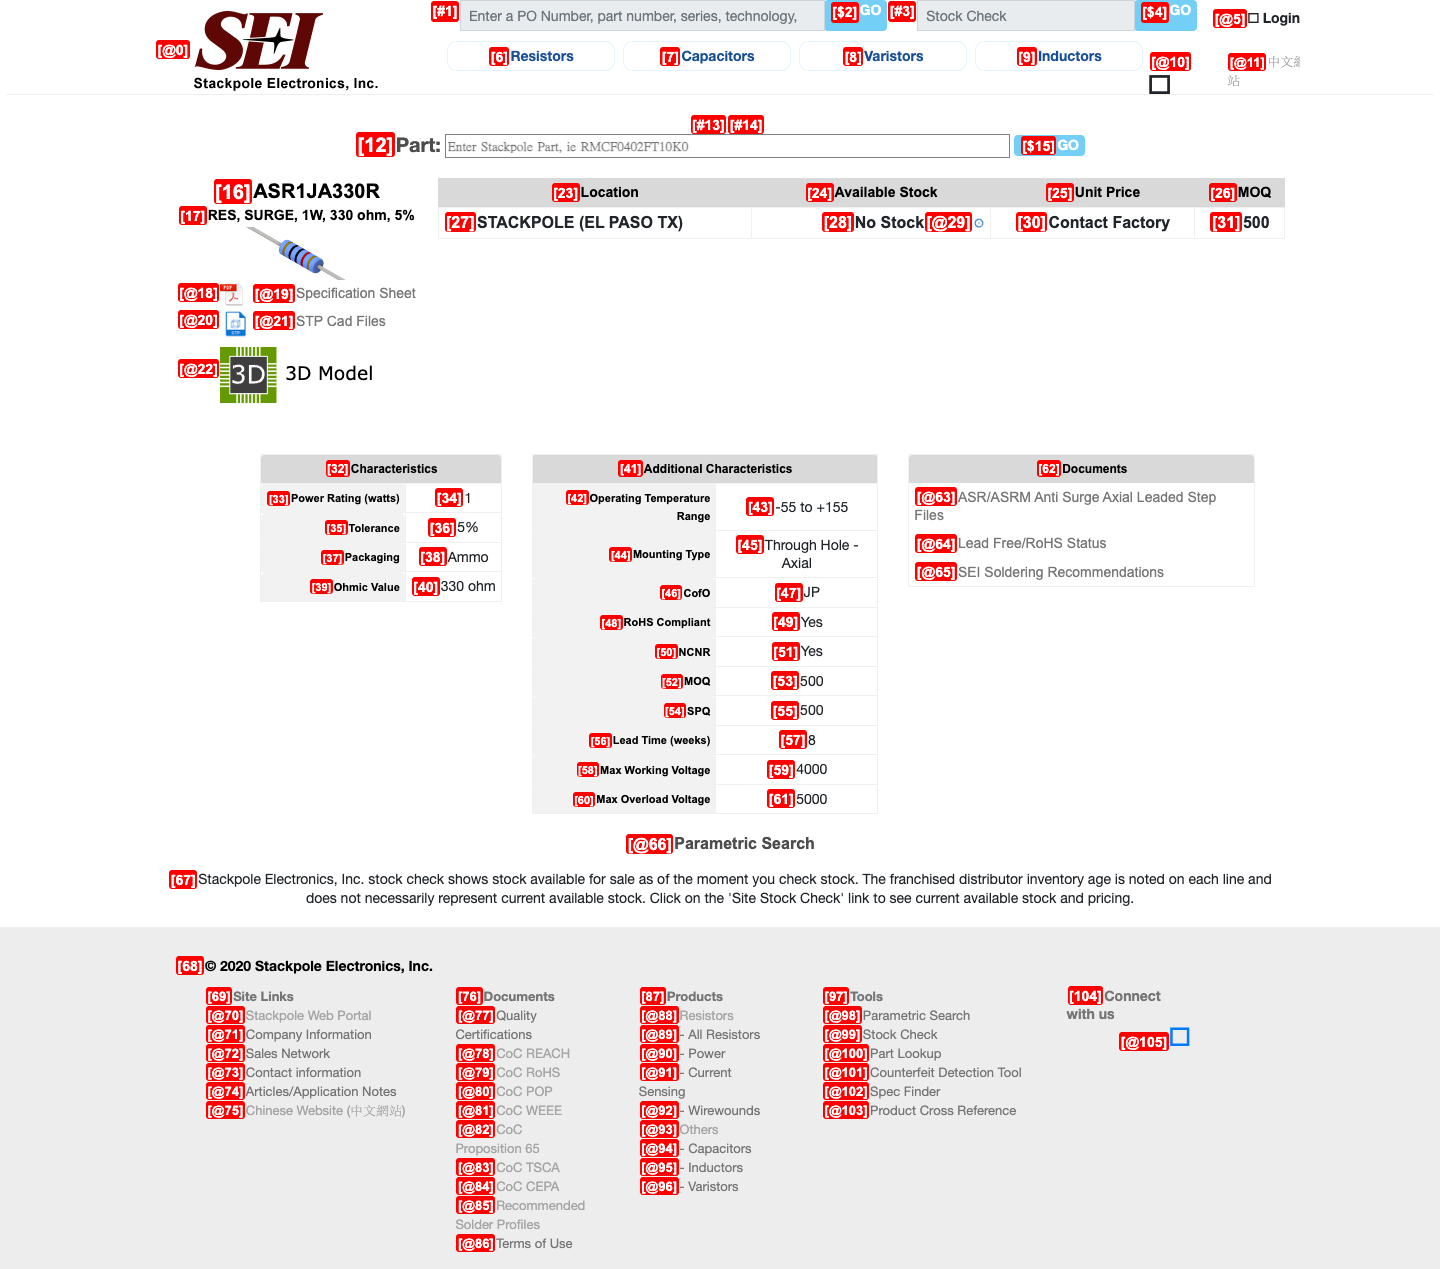 [@0] SEI
Stackpole Electronics, Inc.
[#1] Enter a PO Number, part number, series, technology, [$2] GO [#3] Stock Check [$4] GO [@5] Login
[6] Resistors [7] Capacitors [8] Varistors [9] Inductors [@10] [@11] 中文網
站
[#13] [#14]
[12] Part: Enter Stackpole Part, ie RMCF0402FT10K0 [$15] GO
[16] ASR1JA330R
[17] RES, SURGE, 1W, 330 ohm, 5%
[@18] PDF [@19] Specification Sheet
[@20] STP [@21] STP Cad Files
[@22] 3D 3D Model
[23] Location [24] Available Stock [25] Unit Price [26] MOQ
[27] STACKPOLE (EL PASO TX) [28] No Stock [@29] [30] Contact Factory [31] 500
[32] Characteristics
[33] Power Rating (watts) [34] 1
[35] Tolerance [36] 5%
[37] Packaging [38] Ammo
[39] Ohmic Value [40] 330 ohm
[41] Additional Characteristics
[42] Operating Temperature
Range [43] -55 to +155
[44] Mounting Type [45] Through Hole -
Axial
[46] CofO [47] JP
[48] RoHS Compliant [49] Yes
[50] NCNR [51] Yes
[52] MOQ [53] 500
[54] SPQ [55] 500
[56] Lead Time (weeks) [57] 8
[58] Max Working Voltage [59] 4000
[60] Max Overload Voltage [61] 5000
[62] Documents
[@63] ASR/ASRM Anti Surge Axial Leaded Step
Files
[@64] Lead Free/RoHS Status
[@65] SEI Soldering Recommendations
[@66] Parametric Search
[67] Stackpole Electronics, Inc. stock check shows stock available for sale as of the moment you check stock. The franchised distributor inventory age is noted on each line and
does not necessarily represent current available stock. Click on the 'Site Stock Check' link to see current available stock and pricing.
[68] © 2020 Stackpole Electronics, Inc.
[69] Site Links
[@70] Stackpole Web Portal
[@71] Company Information
[@72] Sales Network
[@73] Contact information
[@74] Articles/Application Notes
[@75] Chinese Website (中文網站)
[76] Documents
[@77] Quality
Certifications
[@78] CoC REACH
[@79] CoC RoHS
[@80] CoC POP
[@81] CoC WEEE
[@82] CoC
Proposition 65
[@83] CoC TSCA
[@84] CoC CEPA
[@85] Recommended
Solder Profiles
[@86] Terms of Use
[87] Products
[@88] Resistors
[@89] - All Resistors
[@90] - Power
[@91] - Current
Sensing
[@92] - Wirewounds
[@93] Others
[@94] - Capacitors
[@95] - Inductors
[@96] - Varistors
[97] Tools
[@98] Parametric Search
[@99] Stock Check
[@100] Part Lookup
[@101] Counterfeit Detection Tool
[@102] Spec Finder
[@103] Product Cross Reference
[104] Connect
with us
[@105]